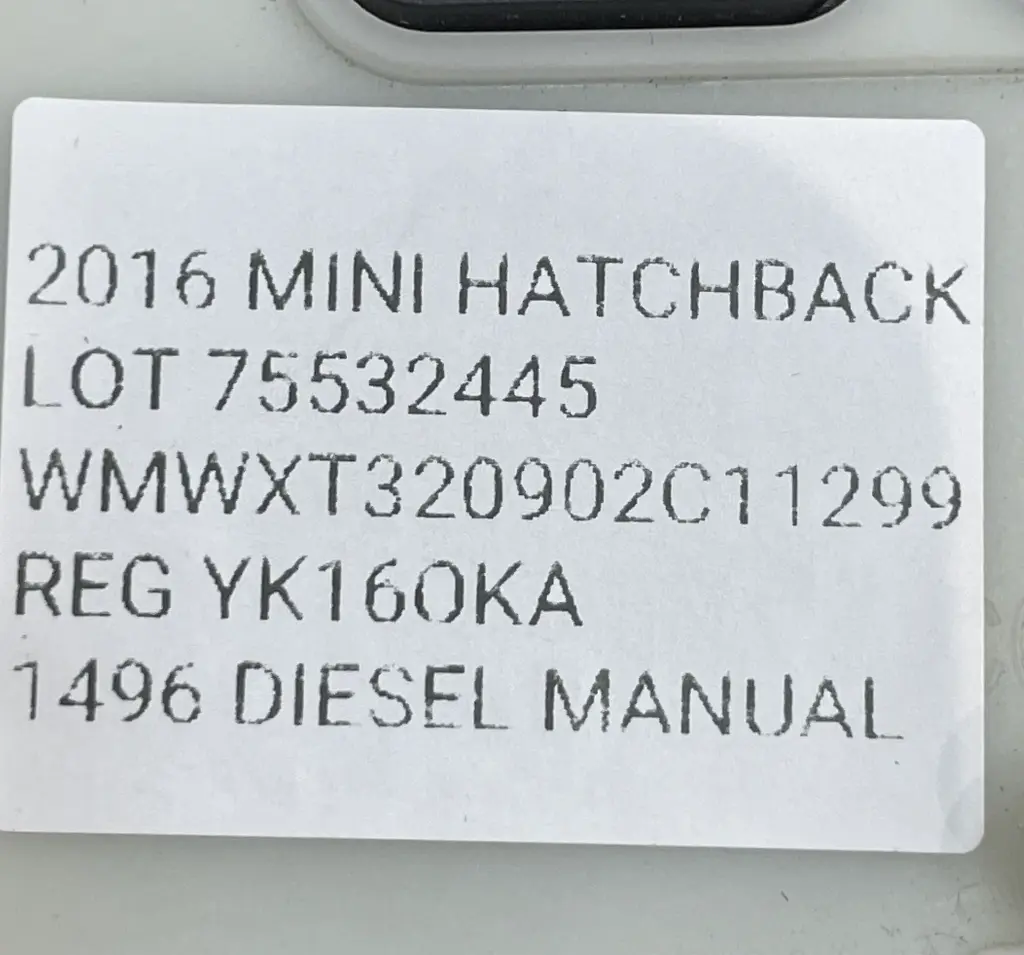 2016 MINI HATCHBACK
LOT 75532445
WMWXT320902C11299
REG YK16OKA
1496 DIESEL MANUAL